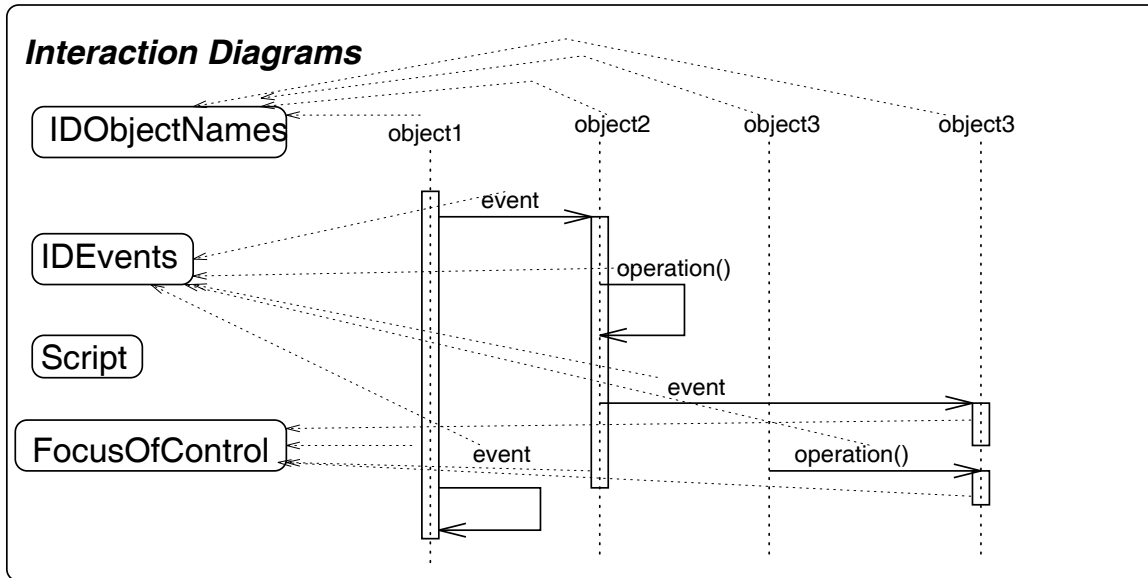 Interaction Diagrams
IDObjectNames
object1
object2
object3
object3
event
IDEvents
operation()
Script
event
FocusOfControl
event
operation()